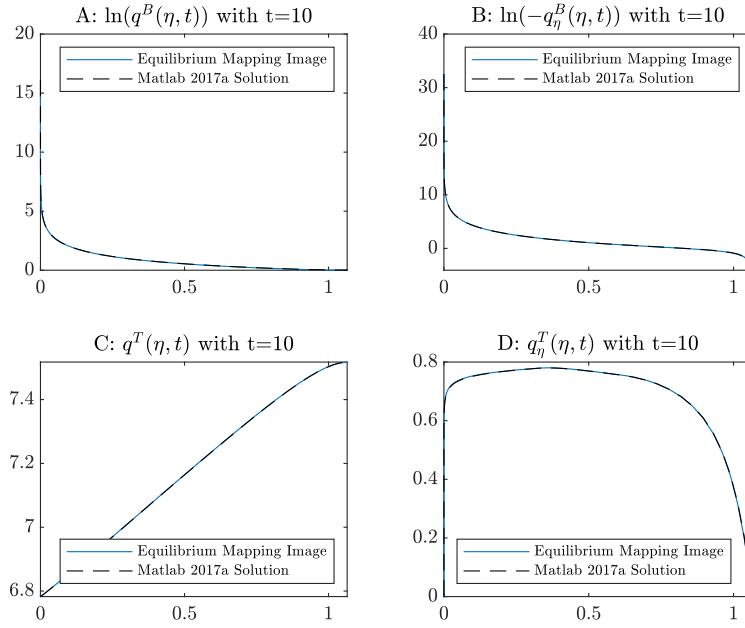 A: ln(q^B(η, t)) with t=10
20
15
10
5
0
0 0.5 1
Equilibrium Mapping Image
Matlab 2017a Solution
B: ln(−q^B_η(η, t)) with t=10
40
30
20
10
0
0 0.5 1
Equilibrium Mapping Image
Matlab 2017a Solution
C: q^T(η, t) with t=10
7.4
7.2
7
6.8
0 0.5 1
Equilibrium Mapping Image
Matlab 2017a Solution
D: q^T_η(η, t) with t=10
0.8
0.6
0.4
0.2
0
0 0.5 1
Equilibrium Mapping Image
Matlab 2017a Solution